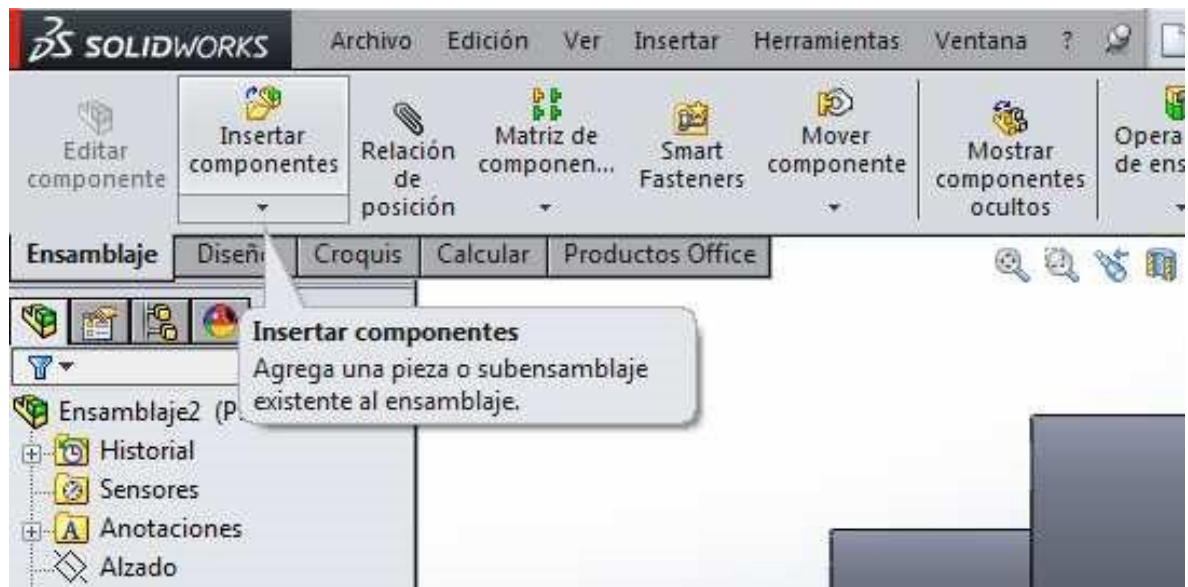 SOLIDWORKS Archivo Edición Ver Insertar Herramientas Ventana ?
Editar
componente
Insertar
componentes
Relación
de
posición
Matriz de
componen...
Smart
Fasteners
Mover
componente
Mostrar
componentes
ocultos
Opera
de ens
Ensamblaje Diseñ Croquis Calcular Productos Office
Insertar componentes
Agrega una pieza o subensamblaje
existente al ensamblaje.
Ensamblaje2 (P
Historial
Sensores
A Anotaciones
Alzado